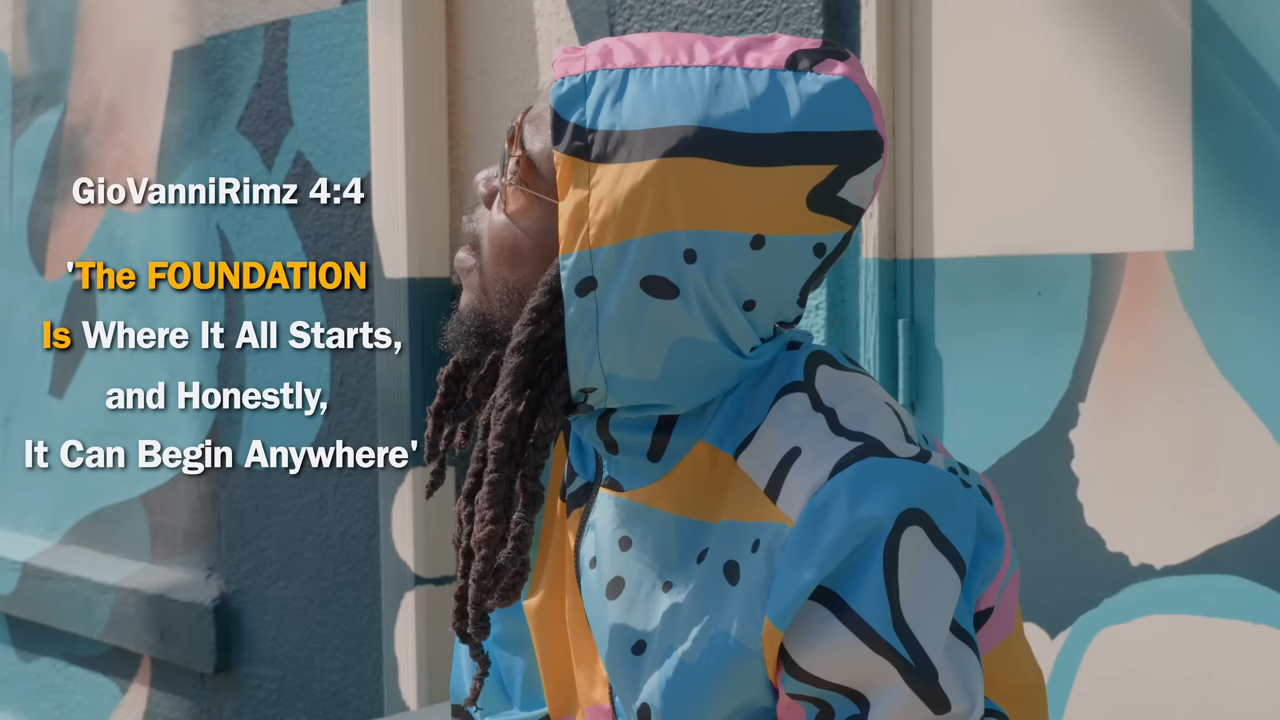 GioVanniRimz 4:4
'The FOUNDATION
Is Where It All Starts,
and Honestly,
It Can Begin Anywhere'